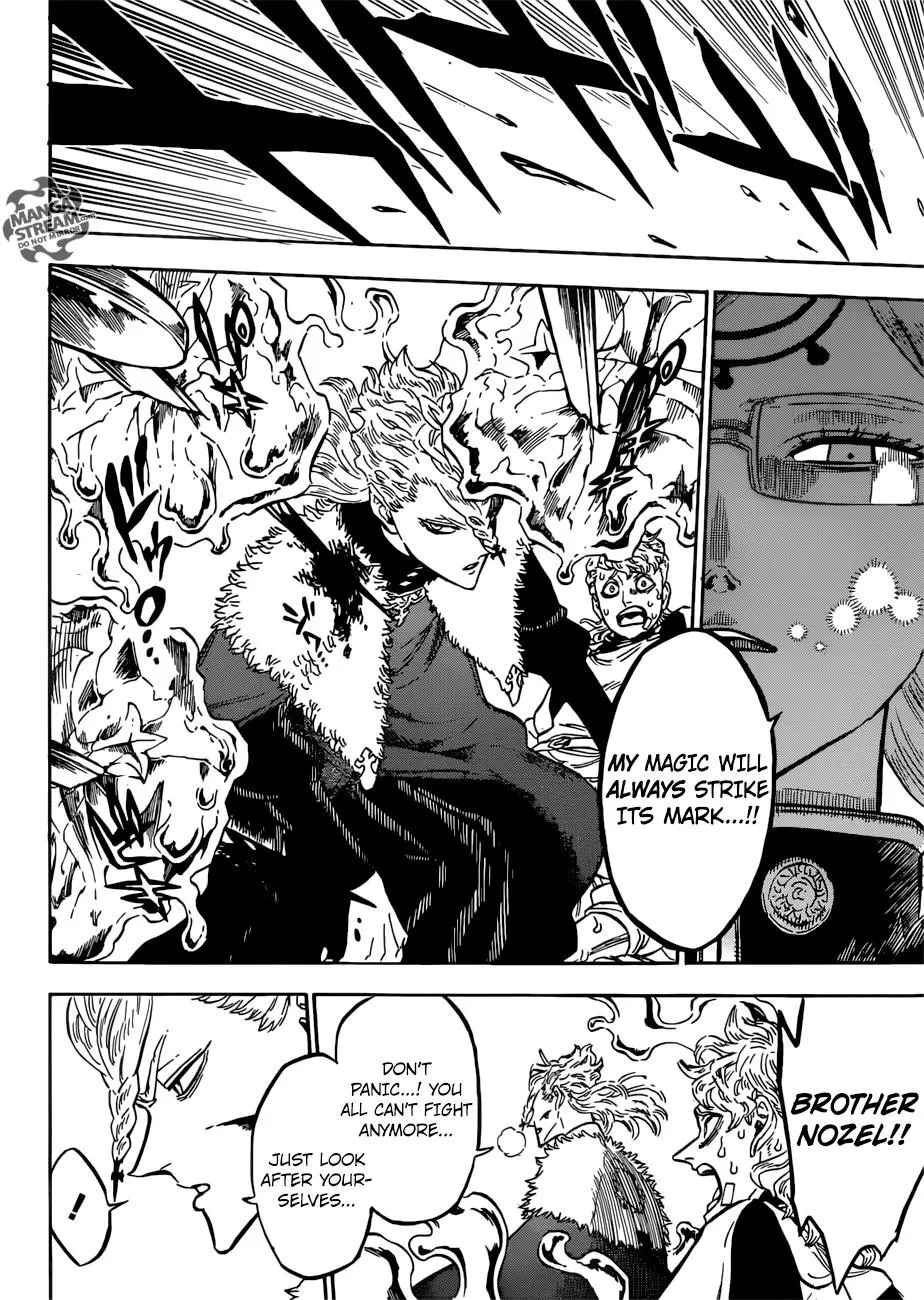 MANGA
STREAM.com
DO NOT MIRROR
MY MAGIC WILL
ALWAYS STRIKE
ITS MARK...!!
BROTHER
NOZEL!!
DON'T
PANIC...! YOU
ALL CAN'T FIGHT
ANYMORE...
JUST LOOK
AFTER YOUR-
SELVES...
!